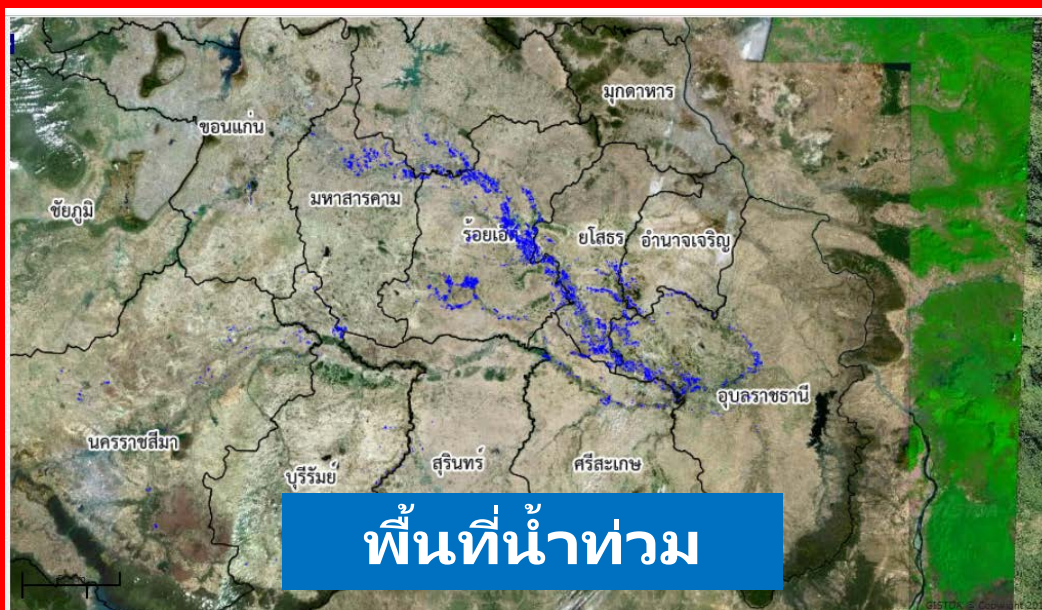 มุกดาหาร
ขอนแก่น
ชัยภูมิ
มหาสารคาม
ร้อยเอ็ด
ยโสธร
อำนาจเจริญ
อุบลราชธานี
นครราชสีมา
บุรีรัมย์
สุรินทร์
ศรีสะเกษ
พื้นที่น้ำท่วม